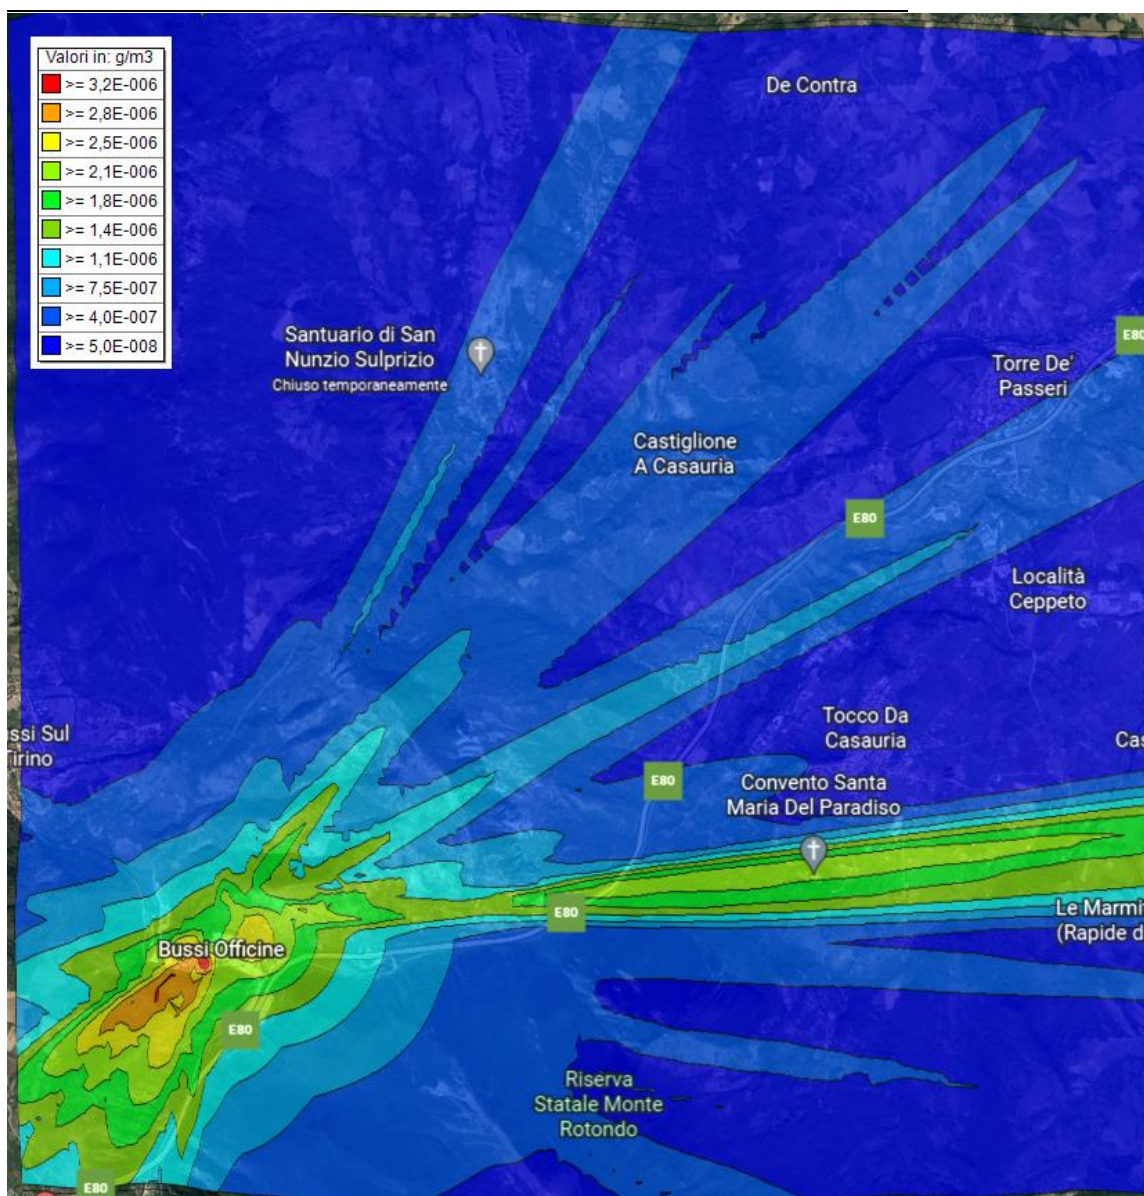 Valori in: g/m3
>= 3,2E-006
>= 2,8E-006
>= 2,5E-006
>= 2,1E-006
>= 1,8E-006
>= 1,4E-006
>= 1,1E-006
>= 7,5E-007
>= 4,0E-007
>= 5,0E-008
De Contra
Santuario di San
Nunzio Sulprizio
Chiuso temporaneamente
E80
Torre De'
Passeri
Castiglione
A Casauria
E80
Località
Ceppeto
ssi Sul
Tirino
Tocco Da
Casauria
Cas
E80
Convento Santa
Maria Del Paradiso
E80
Le Marmi
(Rapide d
Bussi Officine
E80
Riserva
Statale Monte
Rotondo
E80